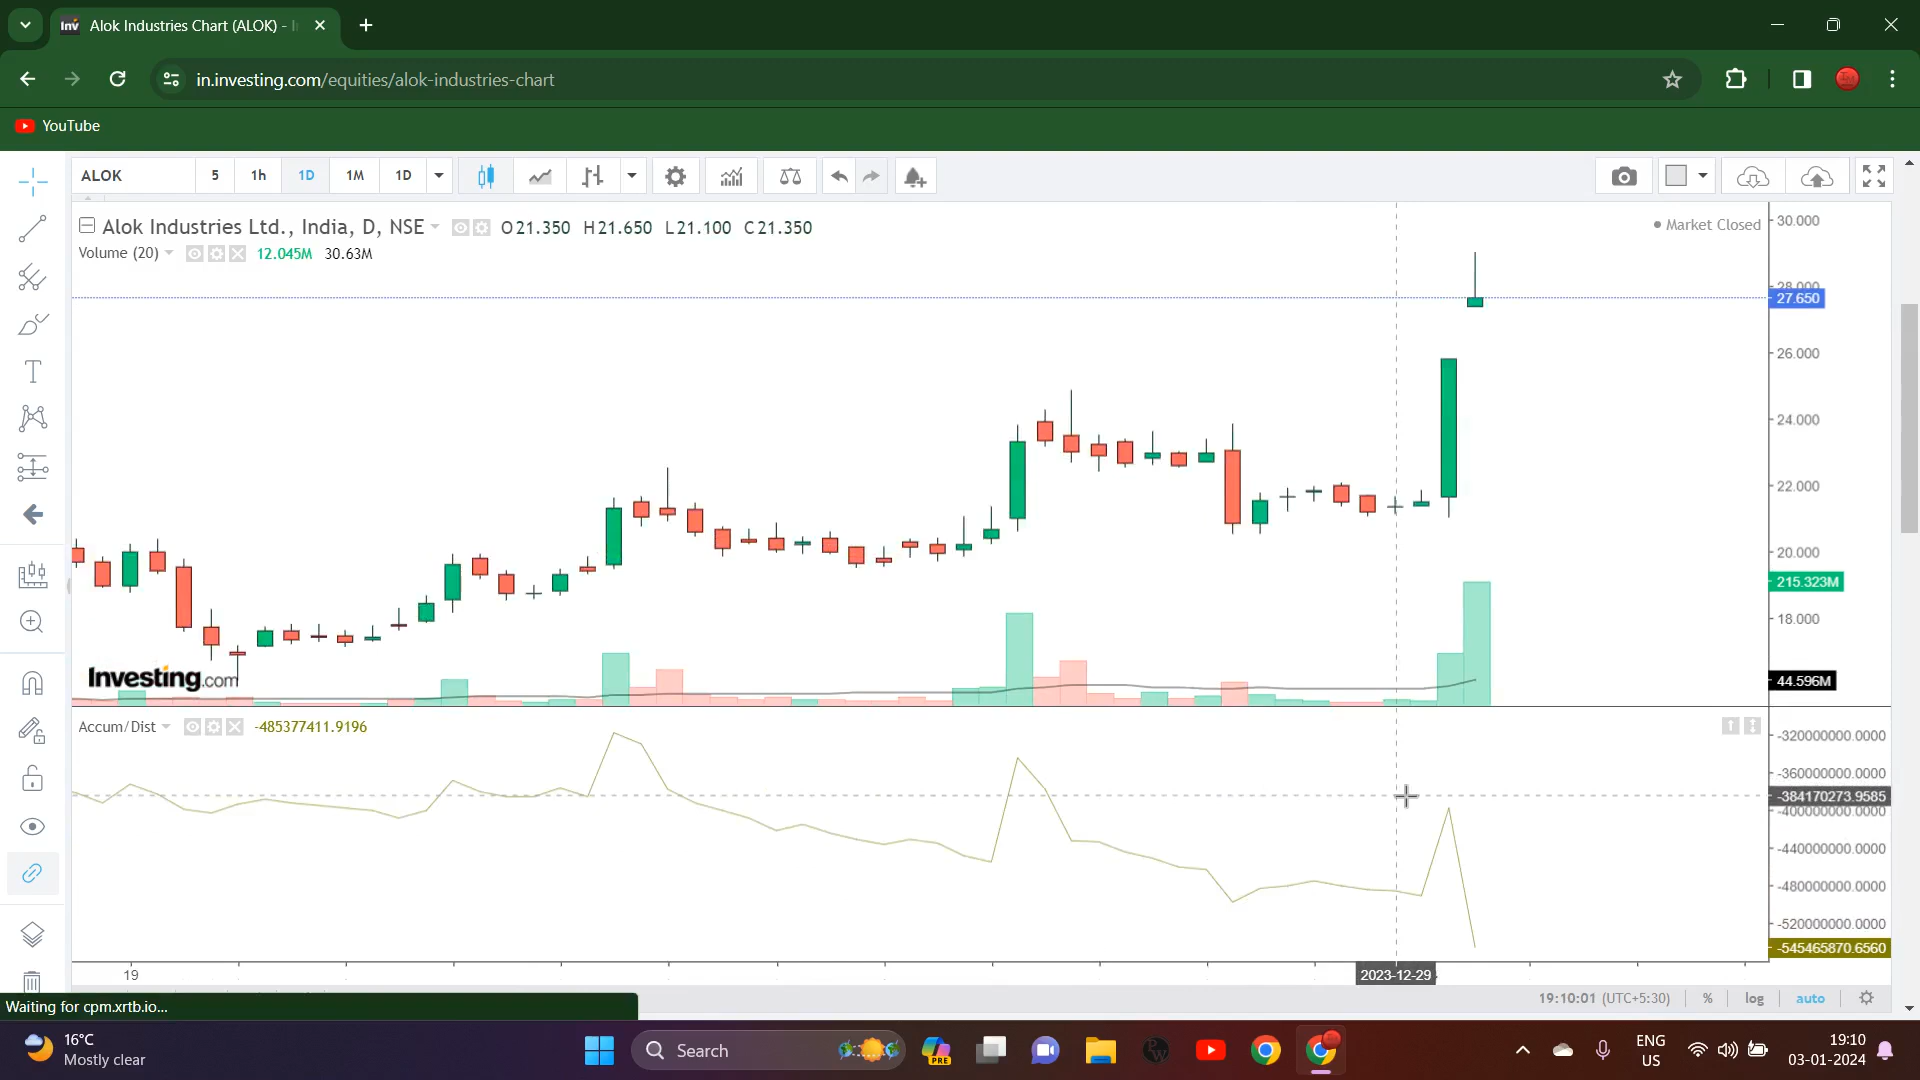 Alok Industries Chart (ALOK) - I
in.investing.com/equities/alok-industries-chart
YouTube
ALOK 5 1h 1D 1M 1D
Alok Industries Ltd., India, D, NSE O21.350 H21.650 L21.100 C21.350
Market Closed
Volume (20) 12.045M 30.63M
30.000
28.000
27.650
26.000
24.000
22.000
20.000
215.323M
18.000
44.596M
Investing.com
Accum/Dist -485377411.9196
-320000000.0000
-360000000.0000
-384170273.9585
-400000000.0000
-440000000.0000
-480000000.0000
-520000000.0000
-545465870.6560
19
2023-12-29
19:10:01 (UTC+5:30) % log auto
Waiting for cpm.xrtb.io...
16°C
Mostly clear
Search
PRE
ENG
US
19:10
03-01-2024